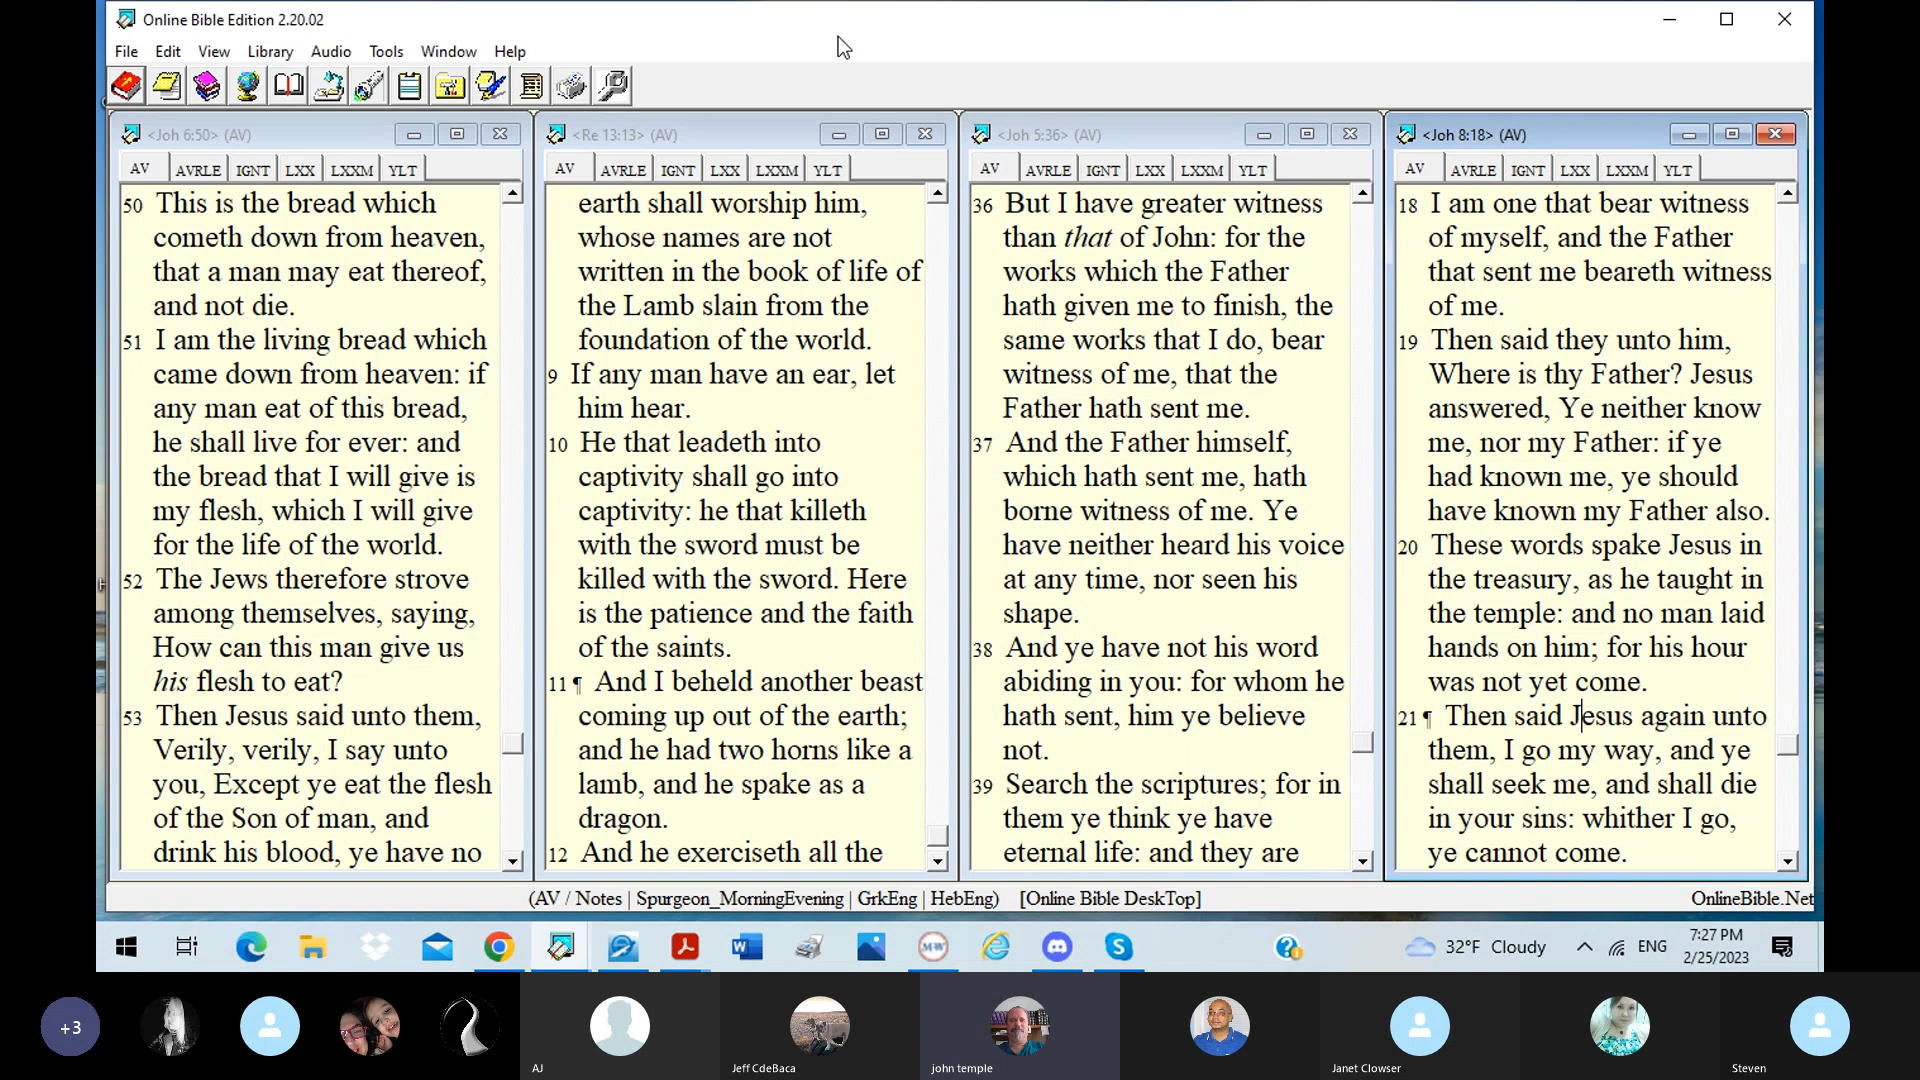 Online Bible Edition 2.20.02
File Edit View Library Audio Tools Window Help
<Joh 6:50> (AV)
AV AVRLE IGNT LXX LXXM YLT
50 This is the bread which
cometh down from heaven,
that a man may eat thereof,
and not die.
51 I am the living bread which
came down from heaven: if
any man eat of this bread,
he shall live for ever: and
the bread that I will give is
my flesh, which I will give
for the life of the world.
52 The Jews therefore strove
among themselves, saying,
How can this man give us
his flesh to eat?
53 Then Jesus said unto them,
Verily, verily, I say unto
you, Except ye eat the flesh
of the Son of man, and
drink his blood, ye have no
<Re 13:13> (AV)
AV AVRLE IGNT LXX LXXM YLT
earth shall worship him,
whose names are not
written in the book of life of
the Lamb slain from the
foundation of the world.
9 If any man have an ear, let
him hear.
10 He that leadeth into
captivity shall go into
captivity: he that killeth
with the sword must be
killed with the sword. Here
is the patience and the faith
of the saints.
11 ¶ And I beheld another beast
coming up out of the earth;
and he had two horns like a
lamb, and he spake as a
dragon.
12 And he exerciseth all the
<Joh 5:36> (AV)
AV AVRLE IGNT LXX LXXM YLT
36 But I have greater witness
than that of John: for the
works which the Father
hath given me to finish, the
same works that I do, bear
witness of me, that the
Father hath sent me.
37 And the Father himself,
which hath sent me, hath
borne witness of me. Ye
have neither heard his voice
at any time, nor seen his
shape.
38 And ye have not his word
abiding in you: for whom he
hath sent, him ye believe
not.
39 Search the scriptures; for in
them ye think ye have
eternal life: and they are
<Joh 8:18> (AV)
AV AVRLE IGNT LXX LXXM YLT
18 I am one that bear witness
of myself, and the Father
that sent me beareth witness
of me.
19 Then said they unto him,
Where is thy Father? Jesus
answered, Ye neither know
me, nor my Father: if ye
had known me, ye should
have known my Father also.
20 These words spake Jesus in
the treasury, as he taught in
the temple: and no man laid
hands on him; for his hour
was not yet come.
21 ¶ Then said Jesus again unto
them, I go my way, and ye
shall seek me, and shall die
in your sins: whither I go,
ye cannot come.
(AV / Notes | Spurgeon_MorningEvening | GrkEng | HebEng) [Online Bible DeskTop] OnlineBible.Net
32°F Cloudy ENG 7:27 PM
2/25/2023
+3
AJ Jeff CdeBaca john temple Janet Clowser Steven